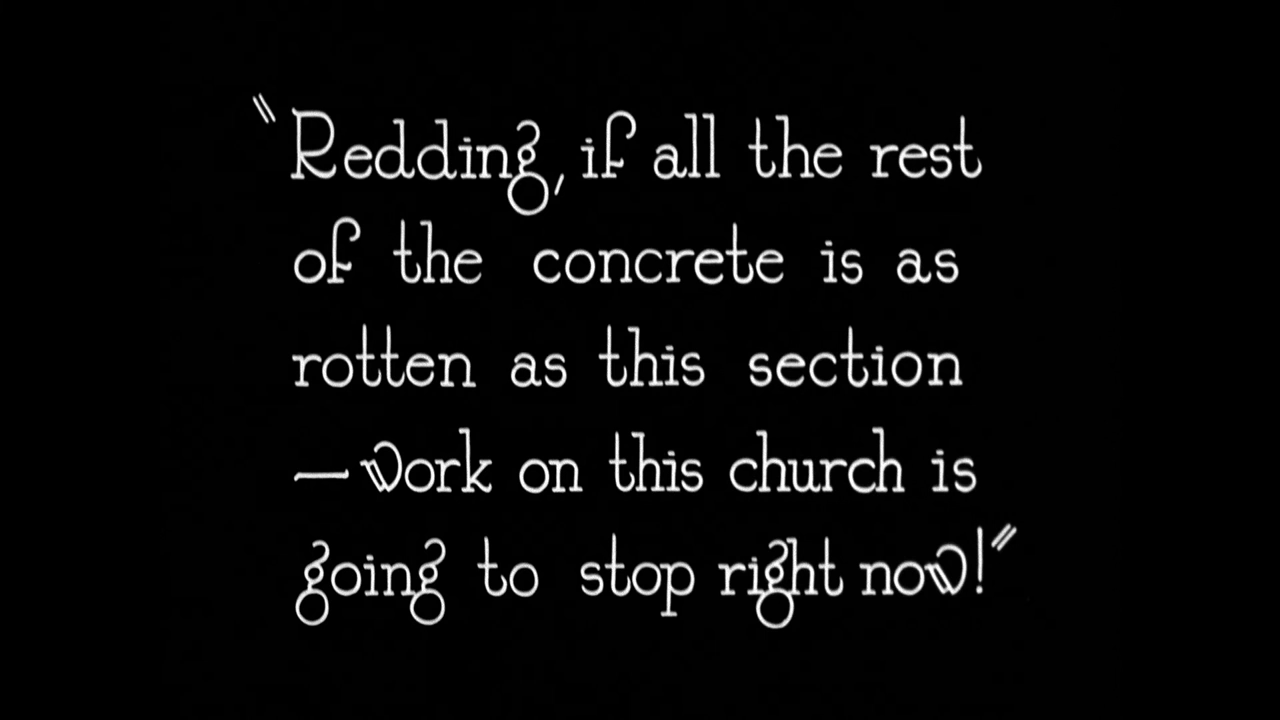 "Redding, if all the rest
of the concrete is as
rotten as this section
—work on this church is
going to stop right now!"